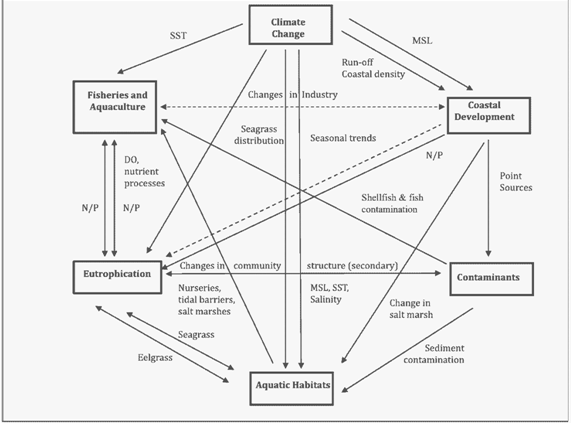 Climate
Change
SST
MSL
Run-off
Coastal density
Fisheries and
Aquaculture
Changes in Industry
Coastal
Development
Seagrass
distribution
Seasonal trends
DO,
nutrient
processes
N/P
Point
Sources
N/P
N/P
Shellfish & fish
contamination
Eutrophication
Changes in community structure (secondary)
Contaminants
Nurseries,
tidal barriers,
salt marshes
MSL, SST,
Salinity
Change in
salt marsh
Seagrass
Eelgrass
Sediment
contamination
Aquatic Habitats